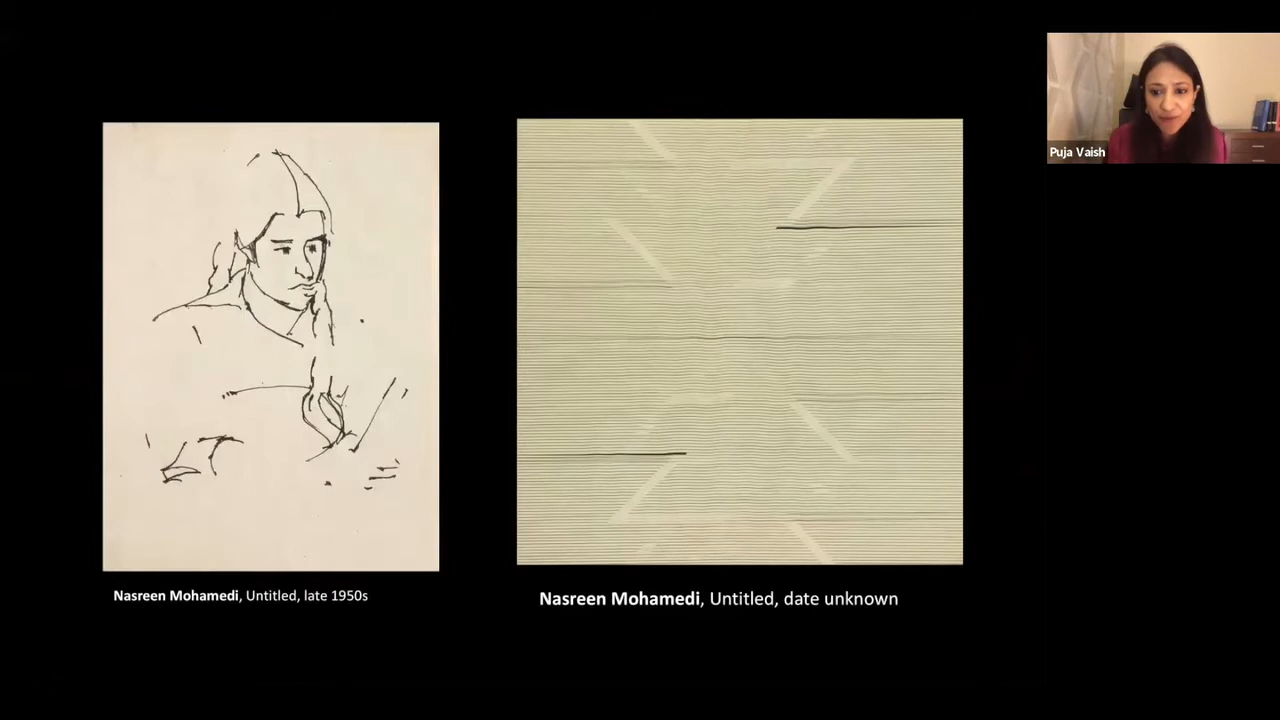 Puja Vaish
Nasreen Mohamedi, Untitled, late 1950s
Nasreen Mohamedi, Untitled, date unknown